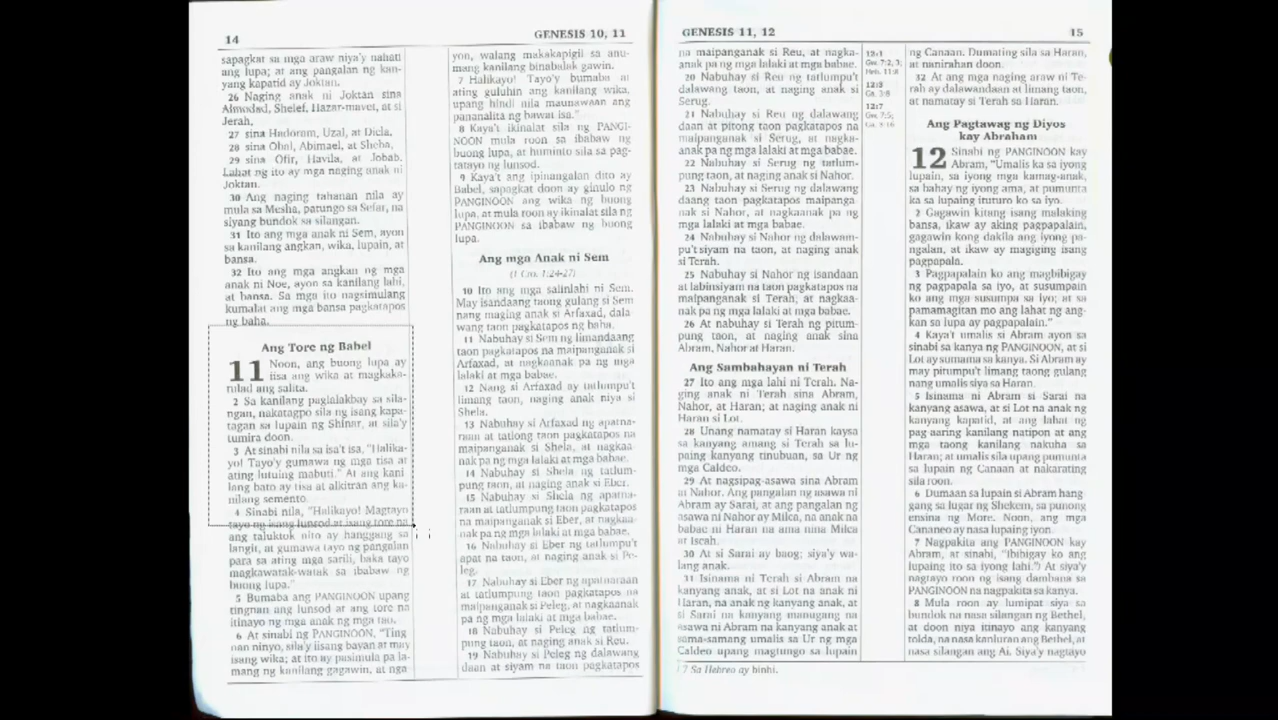 14
GENESIS 10, 11
sapagkat sa mga araw niya'y nahati
ang lupa; at ang pangalan ng kan-
yang kapatid ay Joktan.
26 Naging anak ni Joktan sina
Almodad, Shelef, Hazar-mavet, at si
Jerah,
27 sina Hadoram, Uzal, at Dicla,
28 sina Obal, Abimael, at Sheba,
29 sina Ofir, Havila, at Jobab.
Lahat ng ito ay mga naging anak ni
Joktan.
30 Ang naging tahanan nila ay
mula sa Mesha, patungo sa Sefar, na
siyang bundok sa silangan.
31 Ito ang mga anak ni Sem, ayon
sa kanilang angkan, wika, lupain, at
bansa.
32 Ito ang mga angkan ng mga
anak ni Noe, ayon sa kanilang lahi,
at bansa. Sa mga ito nagsimulang
kumalat ang mga bansa pagkatapos
ng baha.
Ang Tore ng Babel
11 Noon, ang buong lupa ay
iisa ang wika at magkaka-
tulad ang salita.
2 Sa kanilang paglalakbay sa sila-
ngan, nakatagpo sila ng isang kapa-
tagan sa lupain ng Shinar, at sila'y
tumira doon.
3 At sinabi nila sa isa't isa, "Halika-
yo! Tayo'y gumawa ng mga tisa at
ating lutuing mabuti." At ang kani
lang bato ay tisa at alkitran ang ka-
nilang semento.
4 Sinabi nila, "Halikayo! Magtayo
tayo ng isang lunsod at isang tore na
ang taluktok nito ay hanggang sa
langit, at gumawa tayo ng pangalan
para sa ating mga sarili, baka tayo
magkawatak-watak sa ibabaw ng
buong lupa."
5 Bumaba ang PANGINOON upang
tingnan ang lunsod at ang tore na
itinayo ng mga anak ng mga tao.
6 At sinabi ng PANGINOON, "Ting
nan ninyo, sila'y iisang bayan at may
isang wika; at ito ay pasimula pa la-
mang ng kanilang gagawin, at nga
yon, walang makakapigil sa anu-
mang kanilang binabalak gawin.
7 Halikayo! Tayo'y bumaba at
ating guluhin ang kanilang wika,
upang hindi nila maunawaan ang
pananalita ng bawat isa."
8 Kaya't ikinalat sila ng PANGI-
NOON mula roon sa ibabaw ng
buong lupa, at huminto sila sa pag-
tatayo ng lunsod.
9 Kaya't ang ipinangalan dito ay
Babel, sapagkat doon ay ginulo ng
PANGINOON ang wika ng buong
lupa, at mula roon ay ikinalat sila ng
PANGINOON sa ibabaw ng buong
lupa.
Ang mga Anak ni Sem
(1 Cro. 1:24-27)
10 Ito ang mga salinlahi ni Sem.
May isandaang taong gulang si Sem
nang maging anak si Arfaxad, dala
wang taon pagkatapos ng baha.
11 Nabuhay si Sem ng limandaang
taon pagkatapos na maipanganak si
Arfaxad, at nagkaanak pa ng mga
lalaki at mga babae.
12 Nang si Arfaxad ay tatlumpu't
limang taon, naging anak niya si
Shela.
13 Nabuhay si Arfaxad ng apatna-
raan at tatlong taon pagkatapos na
maipanganak si Shela, at nagkaa-
nak pa ng mga lalaki at mga babae.
14 Nabuhay si Shela ng tatlum-
pung taon, at naging anak si Eber.
15 Nabuhay si Shela ng apatna-
raan at tatlumpung taon pagkatapos
na maipanganak si Eber, at nagkaa-
nak pa ng mga lalaki at mga babae.
16 Nabuhay si Eber ng tatlumpu't
apat na taon, at naging anak si Pe-
leg.
17 Nabuhay si Eber ng apatnaraan
at tatlumpung taon pagkatapos na
maipanganak si Peleg, at nagkaanak
pa ng mga lalaki at mga babae.
18 Nabuhay si Peleg ng tatlum-
pung taon, at naging anak si Reu.
19 Nabuhay si Peleg ng dalawang
daan at siyam na taon pagkatapos
GENESIS 11, 12
15
na maipanganak si Reu, at nagka-
anak pa ng mga lalaki at mga babae.
20 Nabuhay si Reu ng tatlumpu't
dalawang taon, at naging anak si
Serug.
21 Nabuhay si Reu ng dalawang
daan at pitong taon pagkatapos na
maipanganak si Serug, at nagka-
anak pa ng mga lalaki at mga babae.
22 Nabuhay si Serug ng tatlum-
pung taon, at naging anak si Nahor.
23 Nabuhay si Serug ng dalawang
daang taon pagkatapos maipanga-
nak si Nahor, at nagkaanak pa ng
mga lalaki at mga babae.
24 Nabuhay si Nahor ng dalawam-
pu't siyam na taon, at naging anak
si Terah.
25 Nabuhay si Nahor ng isandaan
at labinsiyam na taon pagkatapos na
maipanganak si Terah, at nagkaa-
nak pa ng mga lalaki at mga babae.
26 At nabuhay si Terah ng pitum-
pung taon, at naging anak sina
Abram, Nahor at Haran.
Ang Sambahayan ni Terah
27 Ito ang mga lahi ni Terah. Na-
ging anak ni Terah sina Abram,
Nahor, at Haran; at naging anak ni
Haran si Lot.
28 Unang namatay si Haran kaysa
sa kanyang amang si Terah sa lu-
paing kanyang tinubuan, sa Ur ng
mga Caldeo.
29 At nagsipag-asawa sina Abram
at Nahor. Ang pangalan ng asawa ni
Abram ay Sarai, at ang pangalan ng
asawa ni Nahor ay Milca, na anak na
babae ni Haran na ama nina Milca
at Iscah.
30 At si Sarai ay baog; siya'y wa-
lang anak.
31 Isinama ni Terah si Abram na
kanyang anak, at si Lot na anak ni
Haran, na anak ng kanyang anak, at
si Sarai na kanyang manugang na
asawa ni Abram na kanyang anak at
sama-samang umalis sa Ur ng mga
Caldeo upang magtungo sa lupain
7 Sa Hebreo ay binhi.
12:1
Gw. 7:2, 3;
Heb. 11:8
12:3
Ga. 3:8
12:7
Gw. 7:5;
Ga. 3:16
ng Canaan. Dumating sila sa Haran,
at nanirahan doon.
32 At ang mga naging araw ni Te-
rah ay dalawandaan at limang taon,
at namatay si Terah sa Haran.
Ang Pagtawag ng Diyos
kay Abraham
12 Sinabi ng PANGINOON kay
Abram, "Umalis ka sa iyong
lupain, sa iyong mga kamag-anak,
sa bahay ng iyong ama, at pumunta
ka sa lupaing ituturo ko sa iyo.
2 Gagawin kitang isang malaking
bansa, ikaw ay aking pagpapalain,
gagawin kong dakila ang iyong pa-
ngalan, at ikaw ay magiging isang
pagpapala.
3 Pagpapalain ko ang magbibigay
ng pagpapala sa iyo, at susumpain
ko ang mga susumpa sa iyo; at sa
pamamagitan mo ang lahat ng ang-
kan sa lupa ay pagpapalain."
4 Kaya't umalis si Abram ayon sa
sinabi sa kanya ng PANGINOON, at si
Lot ay sumama sa kanya. Si Abram ay
may pitumpu't limang taong gulang
nang umalis siya sa Haran.
5 Isinama ni Abram si Sarai na
kanyang asawa, at si Lot na anak ng
kanyang kapatid, at ang lahat ng
pag-aaring kanilang natipon at ang
mga taong kanilang nakuha sa
Haran; at umalis sila upang pumunta
sa lupain ng Canaan at nakarating
sila roon.
6 Dumaan sa lupain si Abram hang
gang sa lugar ng Shekem, sa punong
ensina ng More. Noon, ang mga
Cananeo ay nasa lupaing iyon.
7 Nagpakita ang PANGINOON kay
Abram, at sinabi, "Ibibigay ko ang
lupaing ito sa iyong lahi." At siya'y
nagtayo roon ng isang dambana sa
PANGINOON na nagpakita sa kanya.
8 Mula roon ay lumipat siya sa
bundok na nasa silangan ng Bethel,
at doon niya itinayo ang kanyang
tolda, na nasa kanluran ang Bethel, at
nasa silangan ang Ai. Siya'y nagtayo